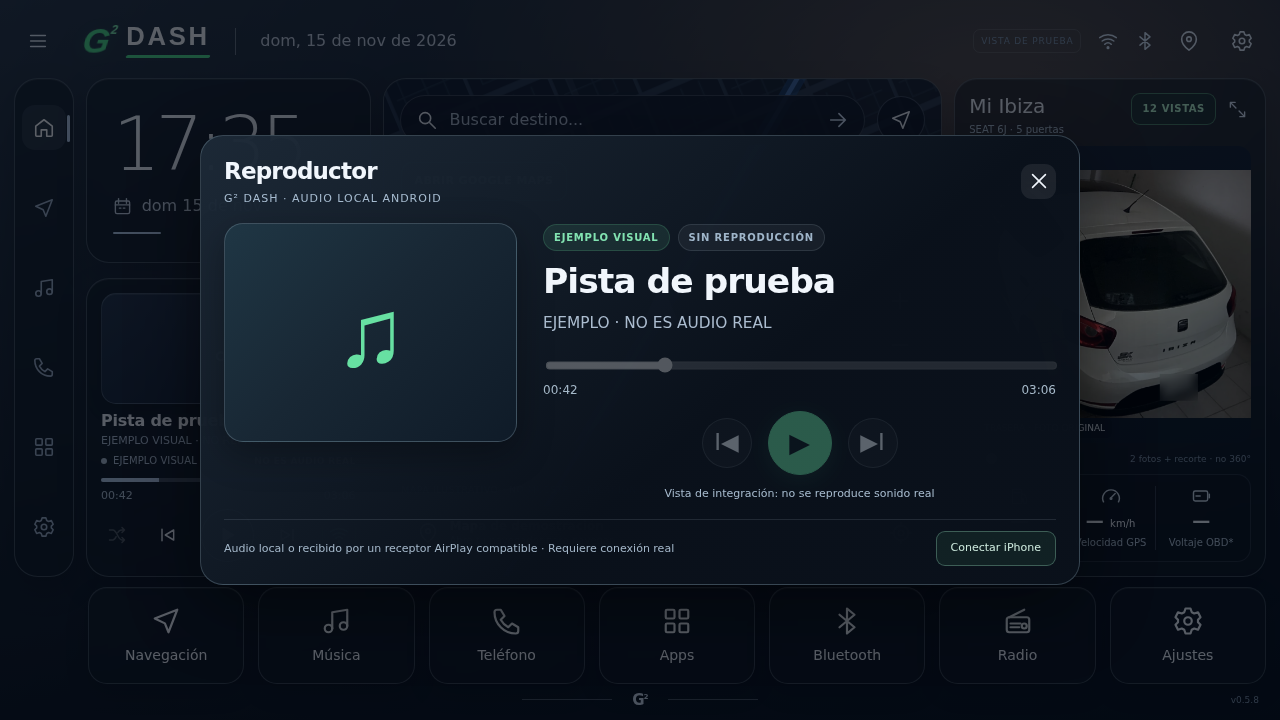 G² DASH
dom, 15 de nov de 2026
VISTA DE PRUEBA
17:35
dom 15
Buscar destino...
Mi Ibiza
SEAT 6J · 5 puertas
12 VISTAS
Reproductor
G² DASH · AUDIO LOCAL ANDROID
EJEMPLO VISUAL
SIN REPRODUCCIÓN
Pista de prueba
EJEMPLO · NO ES AUDIO REAL
00:42
03:06
Vista de integración: no se reproduce sonido real
Audio local o recibido por un receptor AirPlay compatible · Requiere conexión real
Conectar iPhone
Pista de pru
EJEMPLO VISUAL ·
EJEMPLO VISUAL
00:42
IBIZA
GINAL
2 fotos + recorte · no 360°
km/h
elocidad GPS
Voltaje OBD*
Navegación
Música
Teléfono
Apps
Bluetooth
Radio
Ajustes
G²
v0.5.8